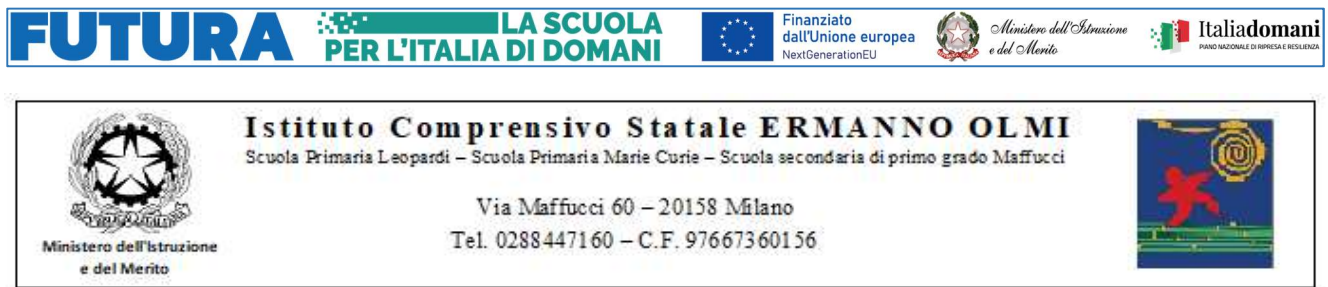 FUTURA
LA SCUOLA
PER L'ITALIA DI DOMANI
Finanziato
dall'Unione europea
NextGenerationEU
Ministero dell'Istruzione
e del Merito
Italiadomani
PIANO NAZIONALE DI RIPRESA E RESILIENZA
Istituto Comprensivo Statale ERMANNO OLMI
Scuola Primaria Leopardi – Scuola Primaria Marie Curie – Scuola secondaria di primo grado Maffucci
Via Maffucci 60 – 20158 Milano
Tel. 0288447160 – C.F. 97667360156
Ministero dell'Istruzione
e del Merito